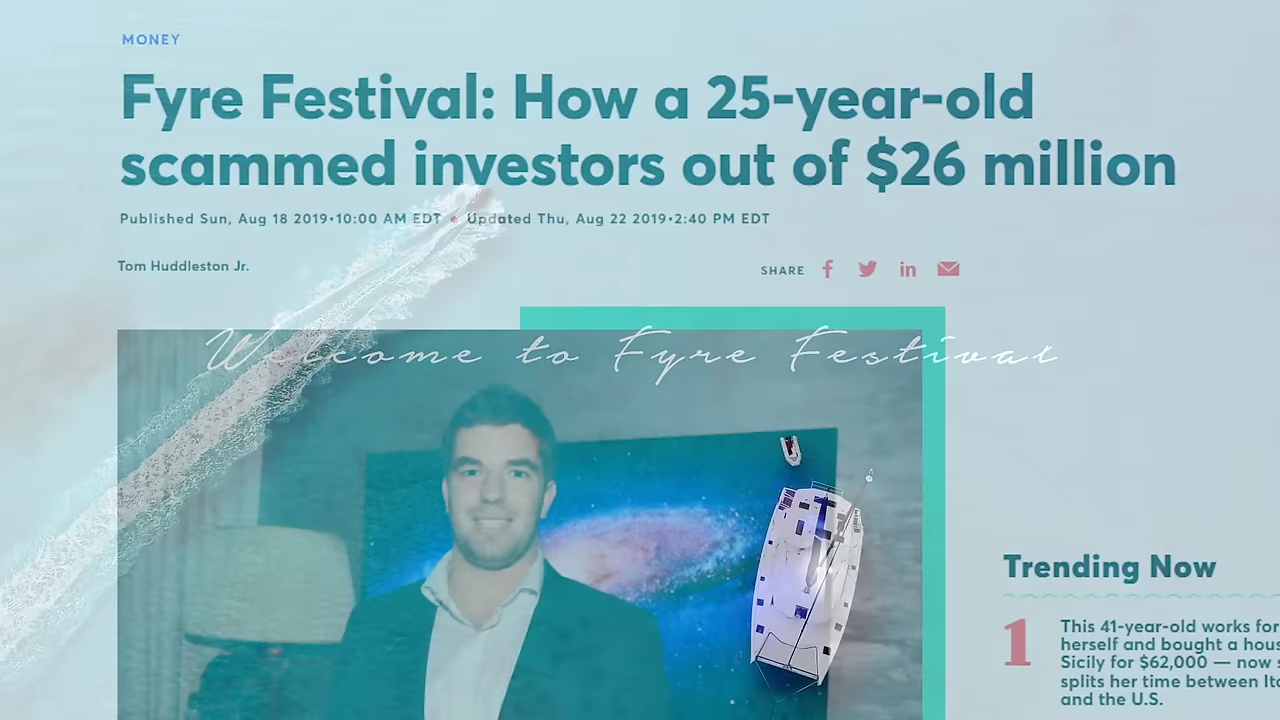 MONEY
Fyre Festival: How a 25-year-old
scammed investors out of $26 million
Published Sun, Aug 18 2019•10:00 AM EDT • Updated Thu, Aug 22 2019•2:40 PM EDT
Tom Huddleston Jr.
SHARE
Welcome to Fyre Festival
Trending Now
1
This 41-year-old works for
herself and bought a hous
Sicily for $62,000 — now s
splits her time between Ita
and the U.S.